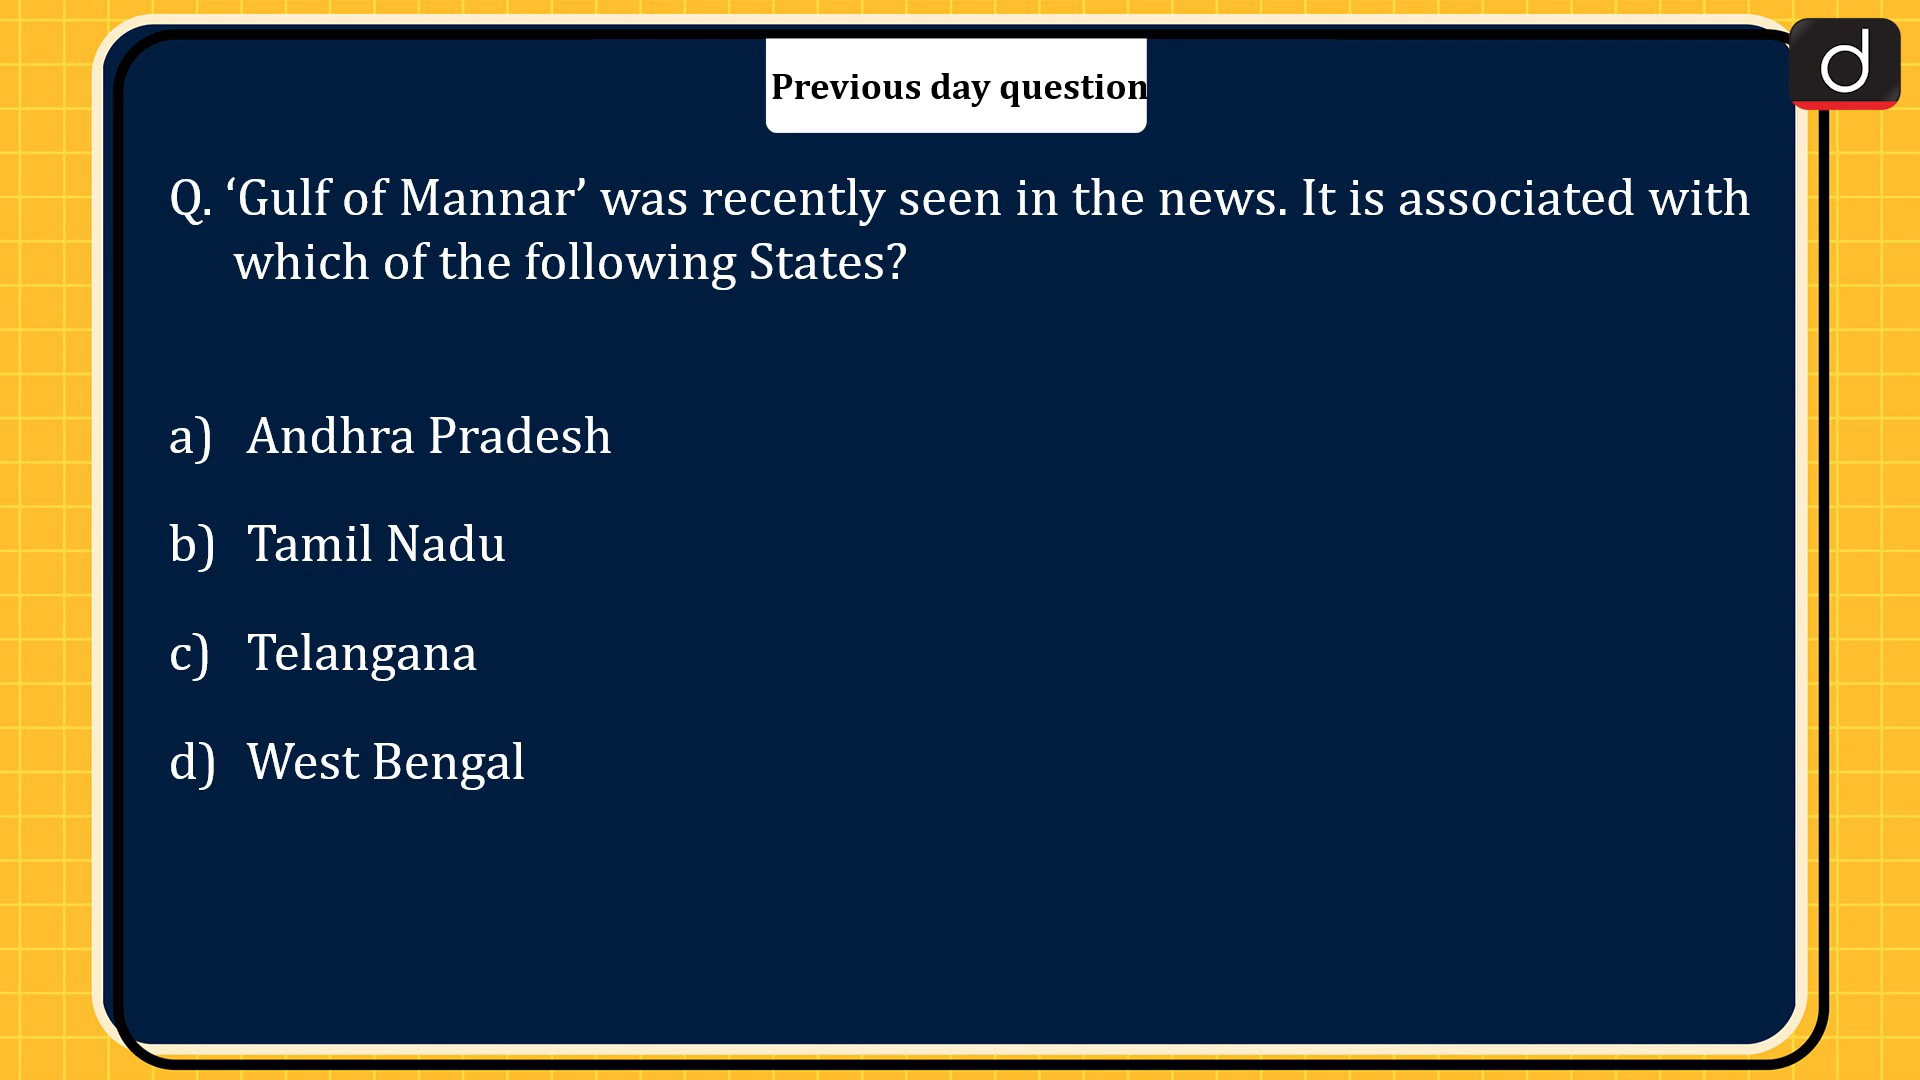 Previous day question
Q. ‘Gulf of Mannar’ was recently seen in the news. It is associated with
which of the following States?
a) Andhra Pradesh
b) Tamil Nadu
c) Telangana
d) West Bengal
d